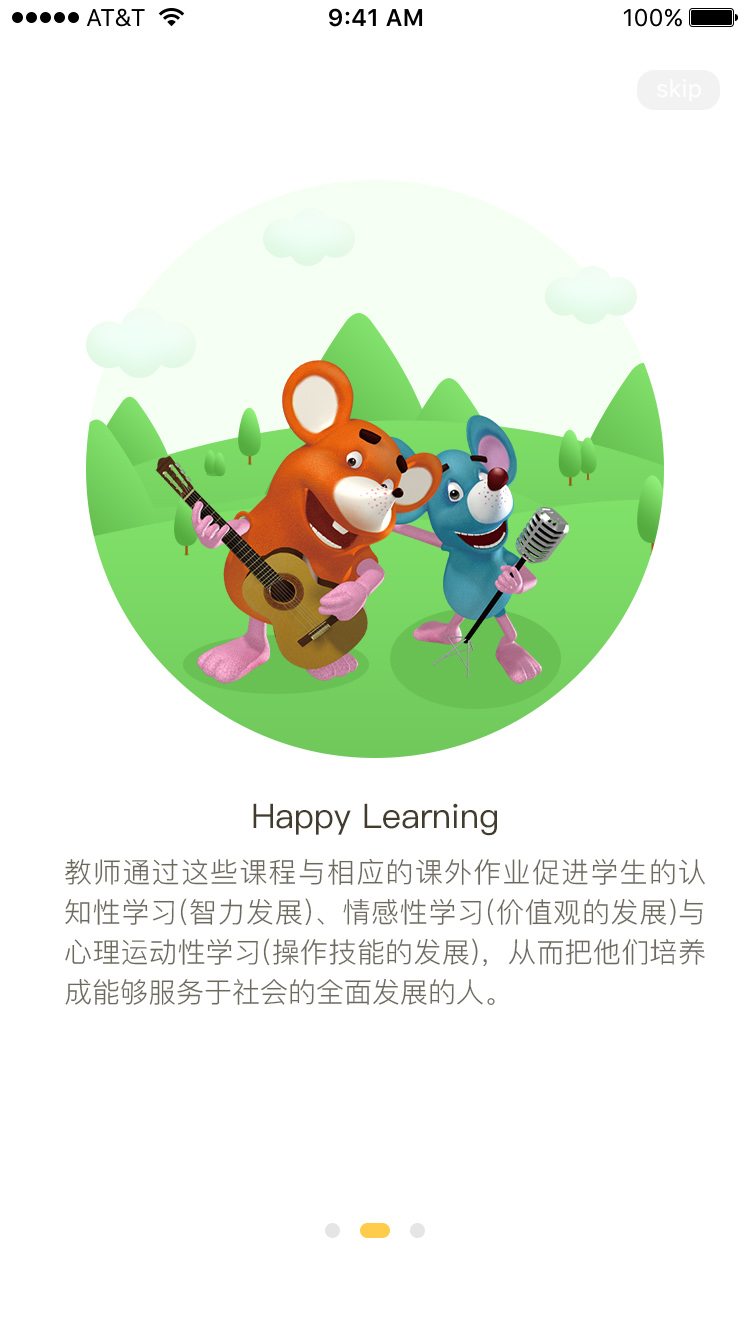 ●●●●● AT&T 9:41 AM 100%
skip
Happy Learning
教师通过这些课程与相应的课外作业促进学生的认
知性学习(智力发展)、情感性学习(价值观的发展)与
心理运动性学习(操作技能的发展)，从而把他们培养
成能够服务于社会的全面发展的人。